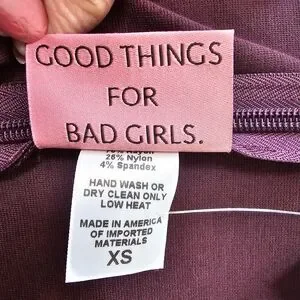 GOOD THINGS
FOR
BAD GIRLS.
26% Nylon
4% Spandex
HAND WASH OR
DRY CLEAN ONLY
LOW HEAT
MADE IN AMERICA
OF IMPORTED
MATERIALS
XS